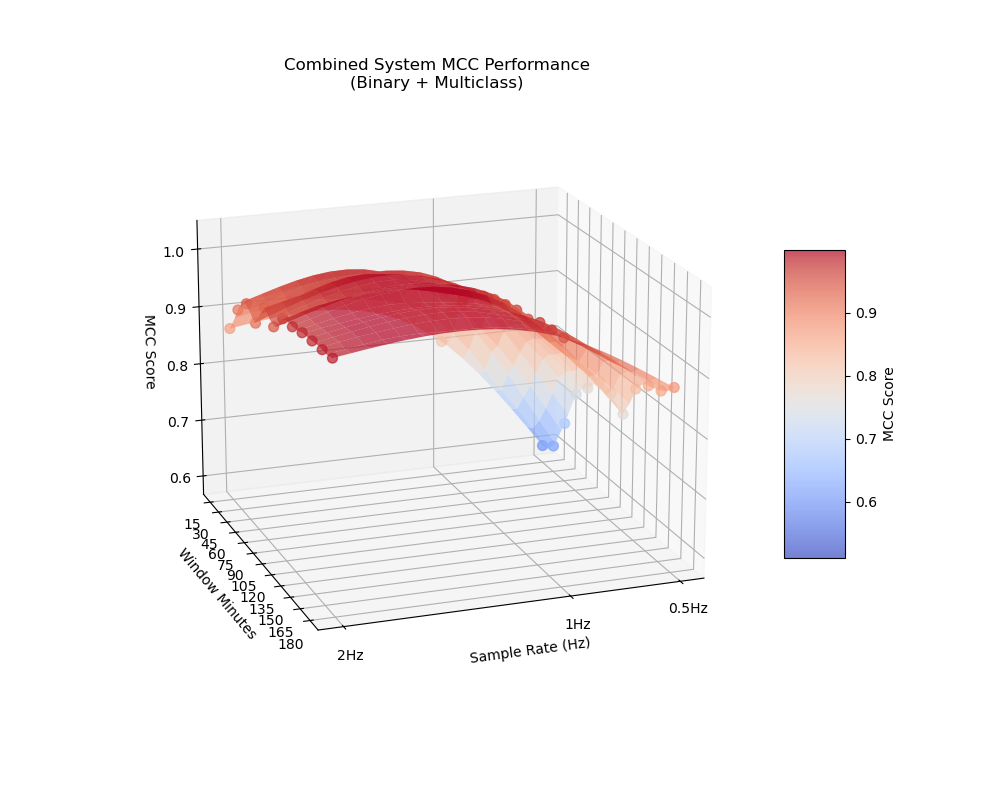 Combined System MCC Performance
(Binary + Multiclass)
1.0
0.9
0.8
0.7
0.6
MCC Score
15
30
45
60
75
90
105
120
135
150
165
180
Window Minutes
2Hz
1Hz
0.5Hz
Sample Rate (Hz)
0.9
0.8
0.7
0.6
MCC Score